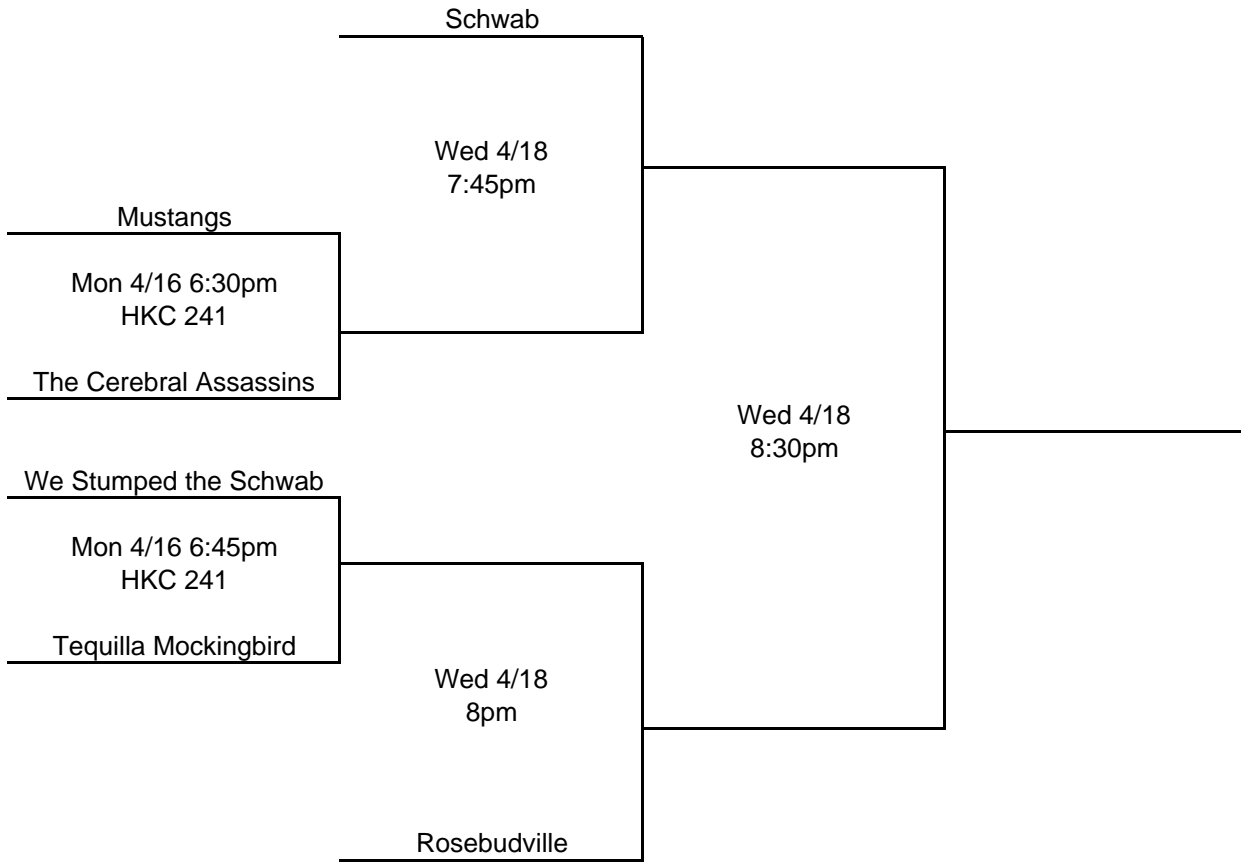 Schwab
Wed 4/18
7:45pm
Mustangs
Mon 4/16 6:30pm
HKC 241
The Cerebral Assassins
Wed 4/18
8:30pm
We Stumped the Schwab
Mon 4/16 6:45pm
HKC 241
Tequilla Mockingbird
Wed 4/18
8pm
Rosebudville